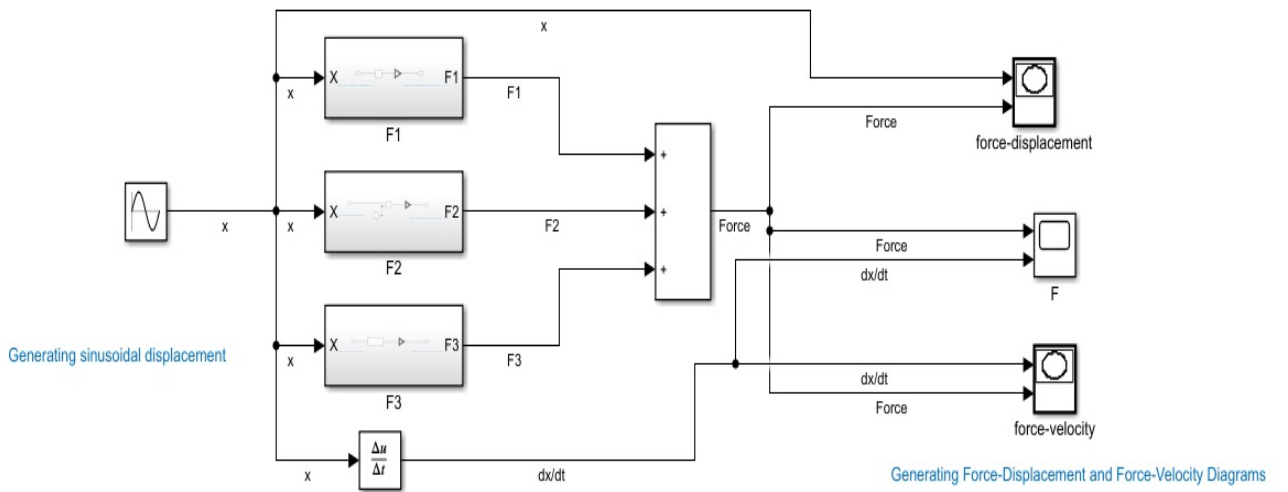 x
x
X
F1
F1
F1
Force
force-displacement
+
x
x
X
F2
F2
F2
+
Force
Force
dx/dt
F
Generating sinusoidal displacement
x
X
F3
F3
F3
+
dx/dt
Force
force-velocity
x
Δu
Δt
dx/dt
Generating Force-Displacement and Force-Velocity Diagrams